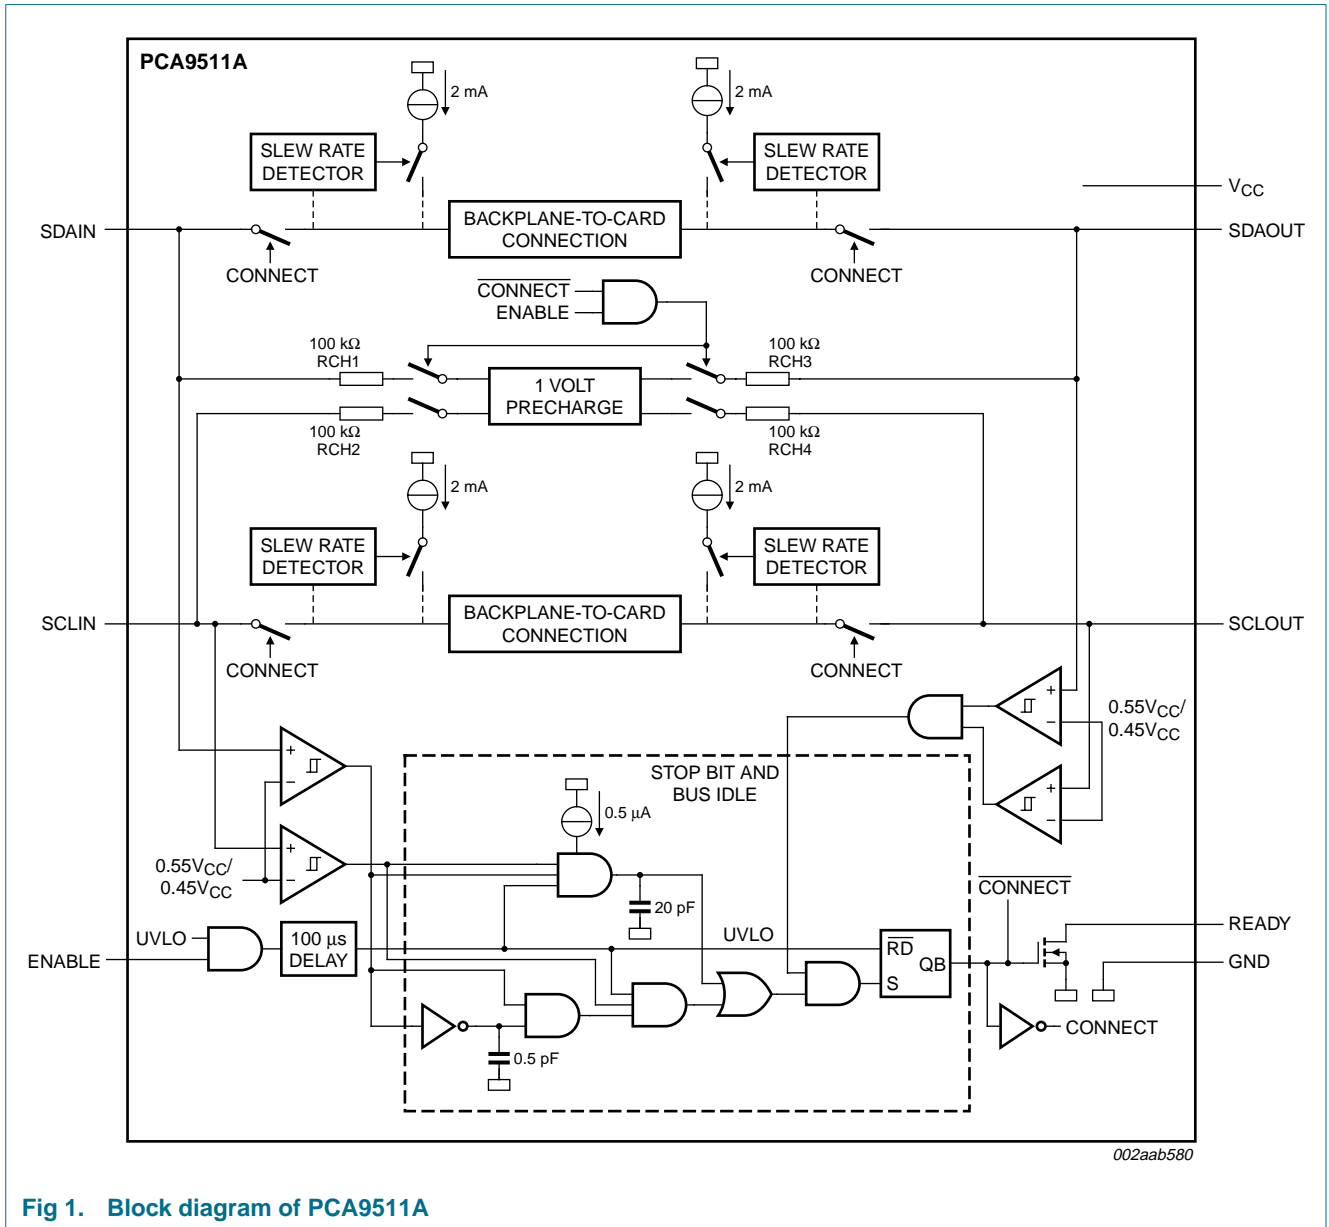 PCA9511A
2 mA
2 mA
SLEW RATE
DETECTOR
SLEW RATE
DETECTOR
VCC
SDAIN
BACKPLANE-TO-CARD
CONNECTION
SDAOUT
CONNECT
CONNECT
CONNECT
ENABLE
100 kΩ
RCH1
100 kΩ
RCH3
1 VOLT
PRECHARGE
100 kΩ
RCH2
100 kΩ
RCH4
2 mA
2 mA
SLEW RATE
DETECTOR
SLEW RATE
DETECTOR
SCLIN
BACKPLANE-TO-CARD
CONNECTION
SCLOUT
CONNECT
CONNECT
+
−
0.55VCC/
0.45VCC
+
−
STOP BIT AND
BUS IDLE
+
−
0.5 μA
+
−
0.55VCC/
0.45VCC
CONNECT
20 pF
UVLO
100 μs
DELAY
UVLO
READY
ENABLE
RD
QB
S
GND
CONNECT
0.5 pF
002aab580
Fig 1. Block diagram of PCA9511A